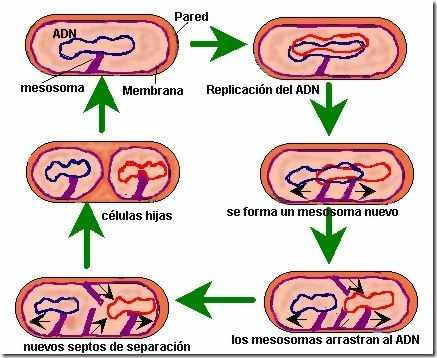 Pared
ADN
mesosoma
Membrana
Replicación del ADN
células hijas
se forma un mesosoma nuevo
nuevos septos de separación
los mesosomas arrastran al ADN